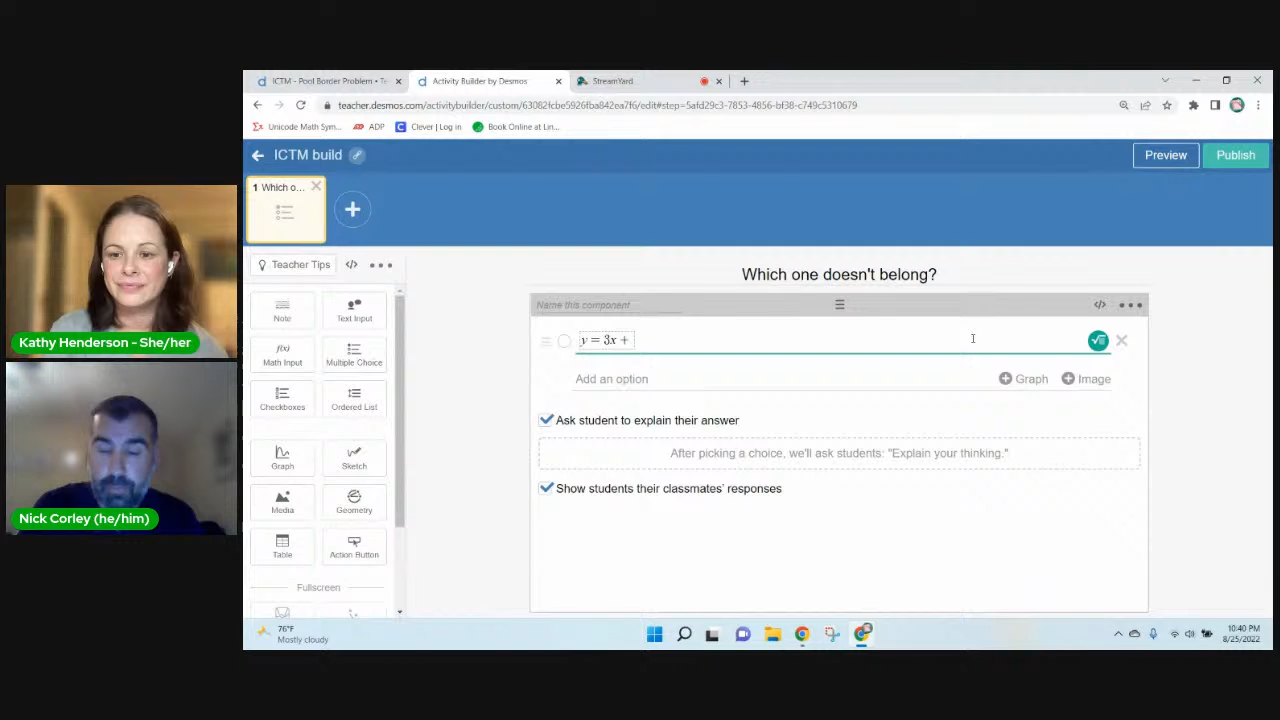 ICTM - Pool Border Problem • Te
Activity Builder by Desmos
StreamYard
teacher.desmos.com/activitybuilder/custom/63082fcbe5926fba842ea7f6/edit#step=5afd29c3-7853-4856-bf38-c749c5310679
Unicode Math Sym...
ADP
Clever | Log in
Book Online at Lin...
ICTM build
Preview
Publish
1 Which o...
Teacher Tips
Which one doesn't belong?
Name this component
Note
Text Input
f(x)
Math Input
Multiple Choice
Checkboxes
Ordered List
Graph
Sketch
Media
Geometry
Table
Action Button
Fullscreen
y = 3x +
Add an option
Graph
Image
Ask student to explain their answer
After picking a choice, we'll ask students: "Explain your thinking."
Show students their classmates' responses
Kathy Henderson - She/her
Nick Corley (he/him)
76°F
Mostly cloudy
10:40 PM
8/25/2022